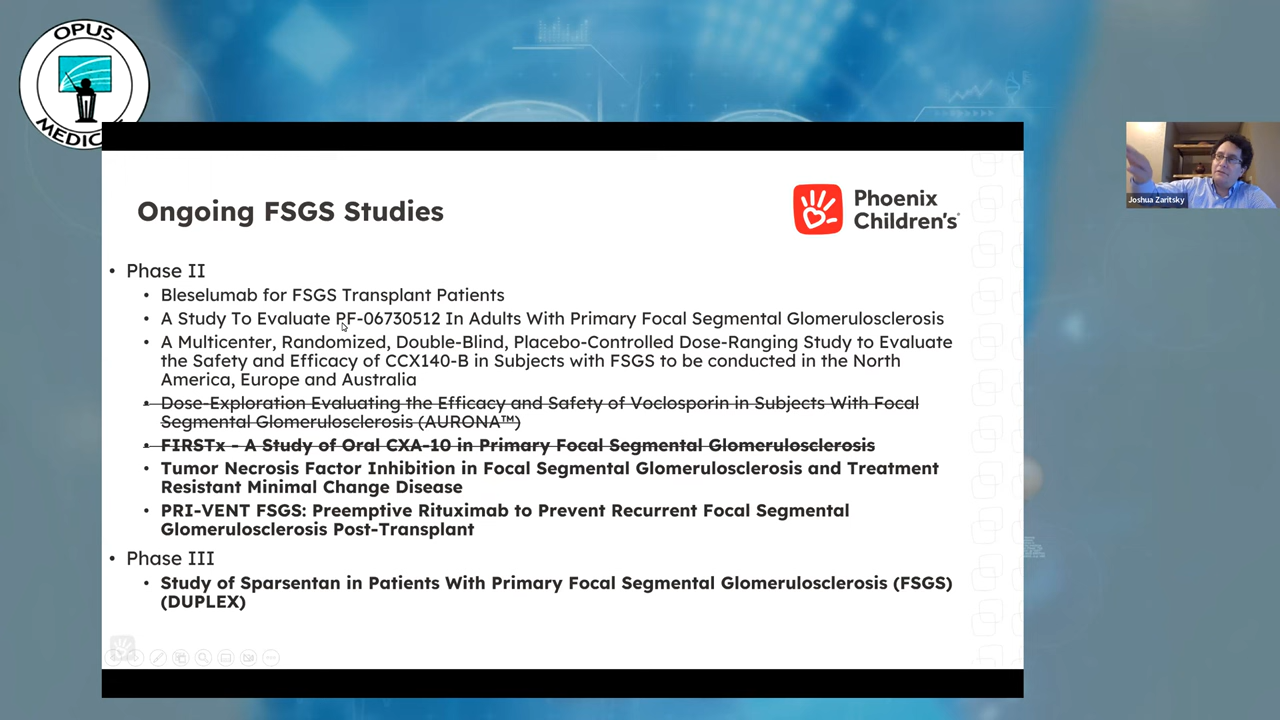 OPUS
MEDIC
Joshua Zaritsky
Ongoing FSGS Studies
Phoenix
Children's
• Phase II
• Bleselumab for FSGS Transplant Patients
• A Study To Evaluate PF-06730512 In Adults With Primary Focal Segmental Glomerulosclerosis
• A Multicenter, Randomized, Double-Blind, Placebo-Controlled Dose-Ranging Study to Evaluate
the Safety and Efficacy of CCX140-B in Subjects with FSGS to be conducted in the North
America, Europe and Australia
• Dose-Exploration Evaluating the Efficacy and Safety of Voclosporin in Subjects With Focal
Segmental Glomerulosclerosis (AURONA™)
• FIRSTx - A Study of Oral CXA-10 in Primary Focal Segmental Glomerulosclerosis
• Tumor Necrosis Factor Inhibition in Focal Segmental Glomerulosclerosis and Treatment
Resistant Minimal Change Disease
• PRI-VENT FSGS: Preemptive Rituximab to Prevent Recurrent Focal Segmental
Glomerulosclerosis Post-Transplant
• Phase III
• Study of Sparsentan in Patients With Primary Focal Segmental Glomerulosclerosis (FSGS)
(DUPLEX)